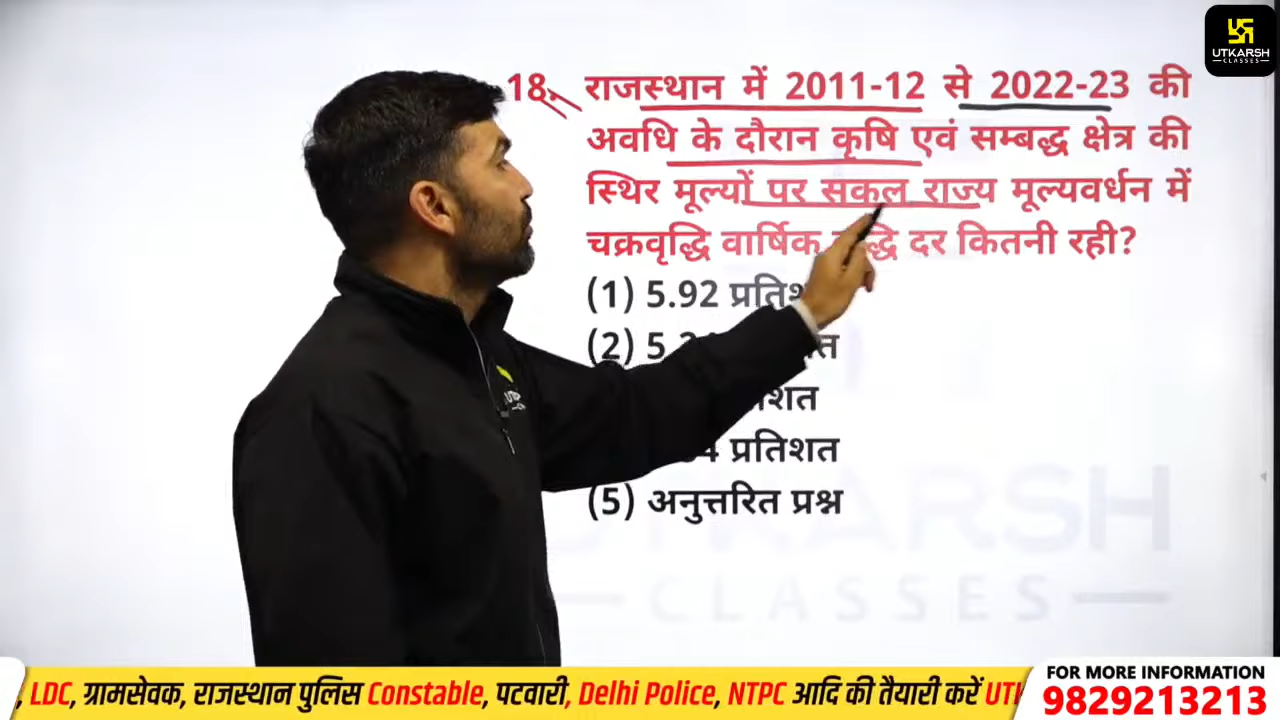 UTKARSH
CLASSES
18. राजस्थान में 2011-12 से 2022-23 की
अवधि के दौरान कृषि एवं सम्बद्ध क्षेत्र की
स्थिर मूल्यों पर सकल राज्य मूल्यवर्धन में
चक्रवृद्धि वार्षिक दर कितनी रही?
(1) 5.92
(2)
प्रतिशत
(5) अनुत्तरित प्रश्न
UTKARSH
CLASSES
, LDC, ग्रामसेवक, राजस्थान पुलिस Constable, पटवारी, Delhi Police, NTPC आदि की तैयारी करें
FOR MORE INFORMATION
9829213213